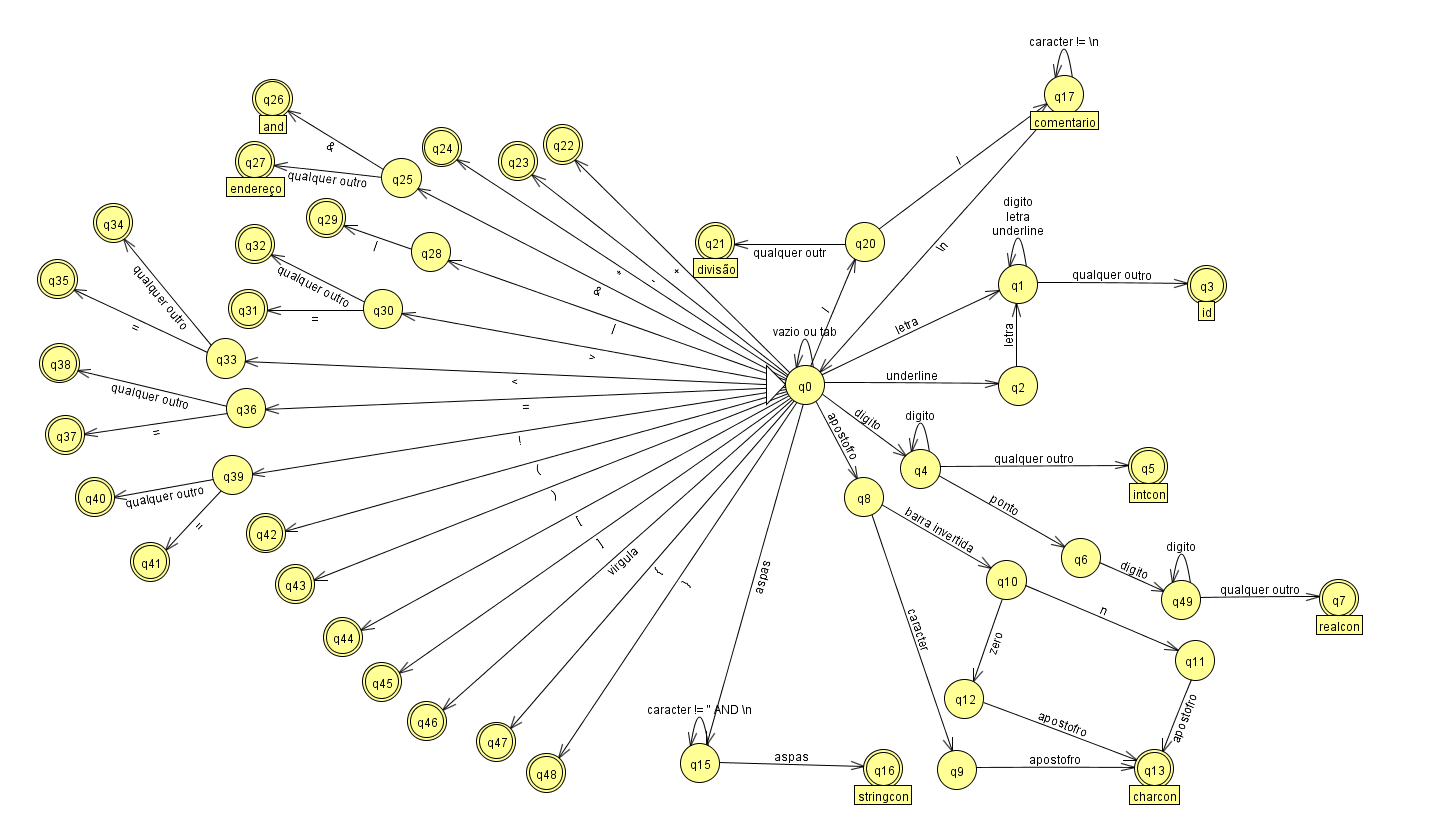 caracter != \n
q17
comentario
q26
and
&
q24
q23
q22
q27
endereço
qualquer outro
q25
/
q34
q29
q32
q28
|
q21
divisão
qualquer outr
q20
\n
digito
letra
underline
q1
qualquer outro
q3
id
q35
qualquer outro
=
q31
qualquer outro
=
q30
*
-
+
&
|
>
/
letra
letra
vazio ou tab
q33
<
q0
underline
q2
q38
qualquer outro
q36
=
q37
=
!
apostofro
digito
digito
q4
qualquer outro
q5
intcon
q39
q40
qualquer outro
=
q41
(
)
[
]
virgula
{
}
q42
q43
q8
barra invertida
ponto
q6
digito
digito
q49
qualquer outro
q7
realcon
aspas
q10
n
caracter
zero
q44
q45
q46
q47
q48
q11
q12
apostofro
apostofro
caracter != " AND \n
q15
aspas
q16
stringcon
q9
apostofro
q13
charcon